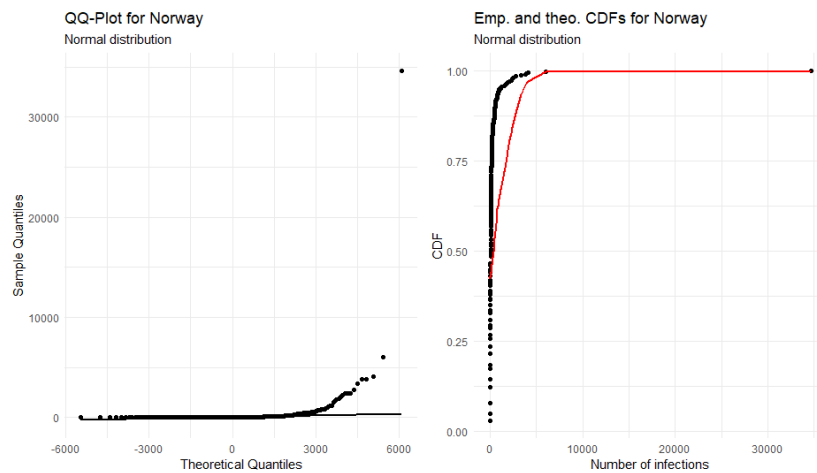 QQ-Plot for Norway
Normal distribution
30000
20000
10000
0
-6000 -3000 0 3000 6000
Sample Quantiles
Theoretical Quantiles
Emp. and theo. CDFs for Norway
Normal distribution
1.00
0.75
0.50
0.25
0.00
0 10000 20000 30000
CDF
Number of infections